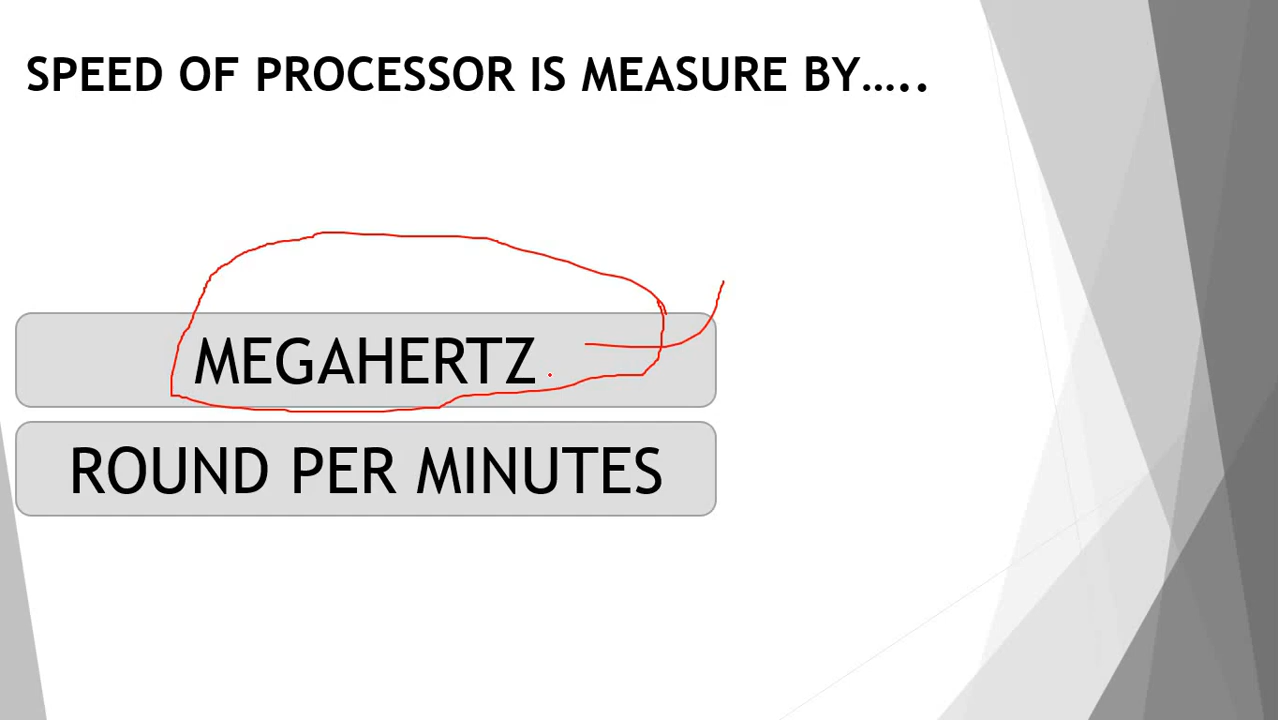 SPEED OF PROCESSOR IS MEASURE BY…..
MEGAHERTZ
ROUND PER MINUTES